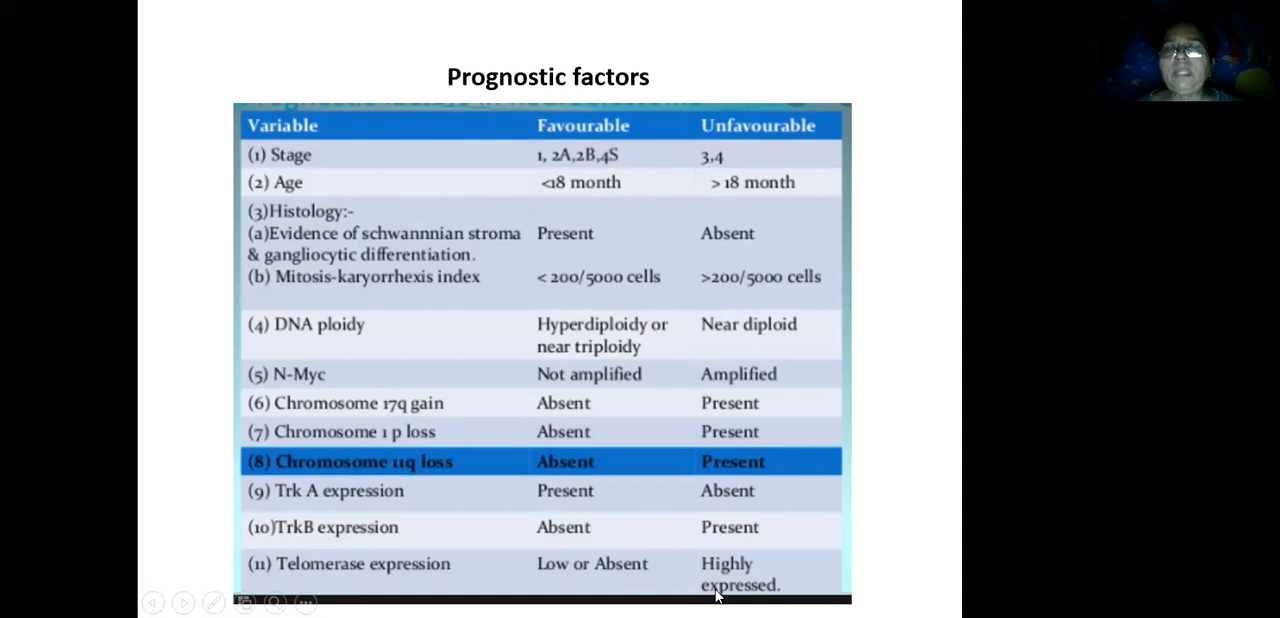 Prognostic factors
Variable Favourable Unfavourable
(1) Stage 1, 2A,2B,4S 3,4
(2) Age <18 month > 18 month
(3)Histology:-
(a)Evidence of schwannnian stroma Present Absent
& gangliocytic differentiation.
(b) Mitosis-karyorrhexis index < 200/5000 cells >200/5000 cells
(4) DNA ploidy Hyperdiploidy or Near diploid
near triploidy
(5) N-Myc Not amplified Amplified
(6) Chromosome 17q gain Absent Present
(7) Chromosome 1 p loss Absent Present
(8) Chromosome 11q loss Absent Present
(9) Trk A expression Present Absent
(10)TrkB expression Absent Present
(11) Telomerase expression Low or Absent Highly
expressed.